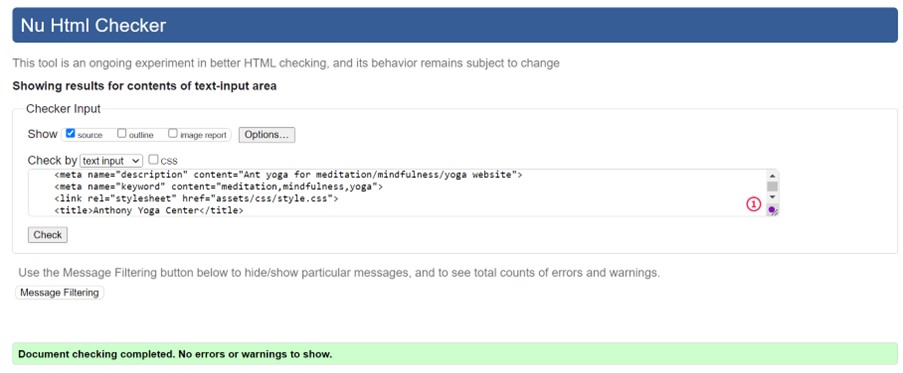 Nu Html Checker
This tool is an ongoing experiment in better HTML checking, and its behavior remains subject to change
Showing results for contents of text-input area
Checker Input
Show source outline image report Options...
Check by text input css
<meta name="description" content="Ant yoga for meditation/mindfulness/yoga website">
<meta name="keyword" content="meditation,mindfulness,yoga">
<link rel="stylesheet" href="assets/css/style.css">
<title>Anthony Yoga Center</title>
1
Check
Use the Message Filtering button below to hide/show particular messages, and to see total counts of errors and warnings.
Message Filtering
Document checking completed. No errors or warnings to show.